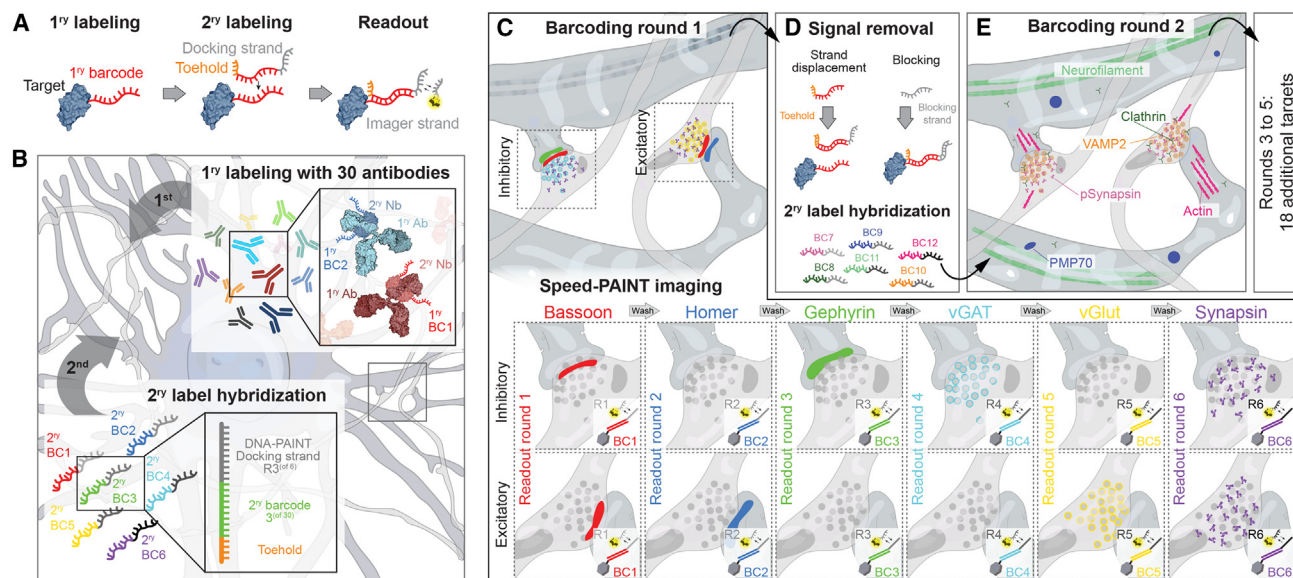 A
1ry labeling
2ry labeling
Readout
Docking strand
Toehold
1ry barcode
Target
Imager strand
B
1ry labeling with 30 antibodies
1st
2ry Nb
1ry Ab
1ry
BC2
2ry Nb
1ry Ab
1ry
BC1
2nd
2ry label hybridization
2ry
BC2
2ry
BC1
2ry
BC4
2ry
BC3
2ry
BC5
2ry
BC6
DNA-PAINT
Docking strand
R3(of 6)
2ry barcode
3(of 30)
Toehold
C
Barcoding round 1
Inhibitory
Excitatory
D
Signal removal
Strand
displacement
Blocking
Toehold
Blocking
strand
2ry label hybridization
BC7
BC9
BC12
BC11
BC8
BC10
E
Barcoding round 2
Neurofilament
Clathrin
VAMP2
pSynapsin
Actin
PMP70
Rounds 3 to 5:
18 additional targets
Speed-PAINT imaging
Bassoon
Wash
Homer
Wash
Gephyrin
Wash
vGAT
Wash
vGlut
Wash
Synapsin
Inhibitory
Excitatory
Readout round 1
R1
BC1
R1
BC1
Readout round 2
R2
BC2
R2
BC2
Readout round 3
R3
BC3
R3
BC3
Readout round 4
R4
BC4
R4
BC4
Readout round 5
R5
BC5
R5
BC5
Readout round 6
R6
BC6
R6
BC6